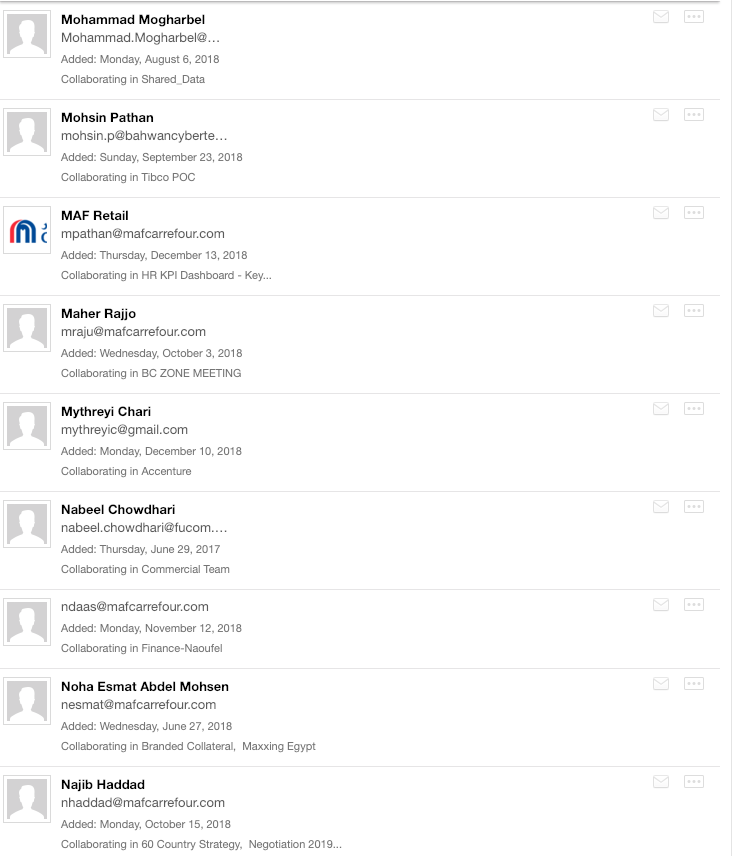 Mohammad Mogharbel
Mohammad.Mogharbel@...
Added: Monday, August 6, 2018
Collaborating in Shared_Data
Mohsin Pathan
mohsin.p@bahwancyberte...
Added: Sunday, September 23, 2018
Collaborating in Tibco POC
MAF Retail
mpathan@mafcarrefour.com
Added: Thursday, December 13, 2018
Collaborating in HR KPI Dashboard - Key...
Maher Rajjo
mraju@mafcarrefour.com
Added: Wednesday, October 3, 2018
Collaborating in BC ZONE MEETING
Mythreyi Chari
mythreyic@gmail.com
Added: Monday, December 10, 2018
Collaborating in Accenture
Nabeel Chowdhari
nabeel.chowdhari@fucom....
Added: Thursday, June 29, 2017
Collaborating in Commercial Team
ndaas@mafcarrefour.com
Added: Monday, November 12, 2018
Collaborating in Finance-Naoufel
Noha Esmat Abdel Mohsen
nesmat@mafcarrefour.com
Added: Wednesday, June 27, 2018
Collaborating in Branded Collateral,  Maxxing Egypt
Najib Haddad
nhaddad@mafcarrefour.com
Added: Monday, October 15, 2018
Collaborating in 60 Country Strategy,  Negotiation 2019...